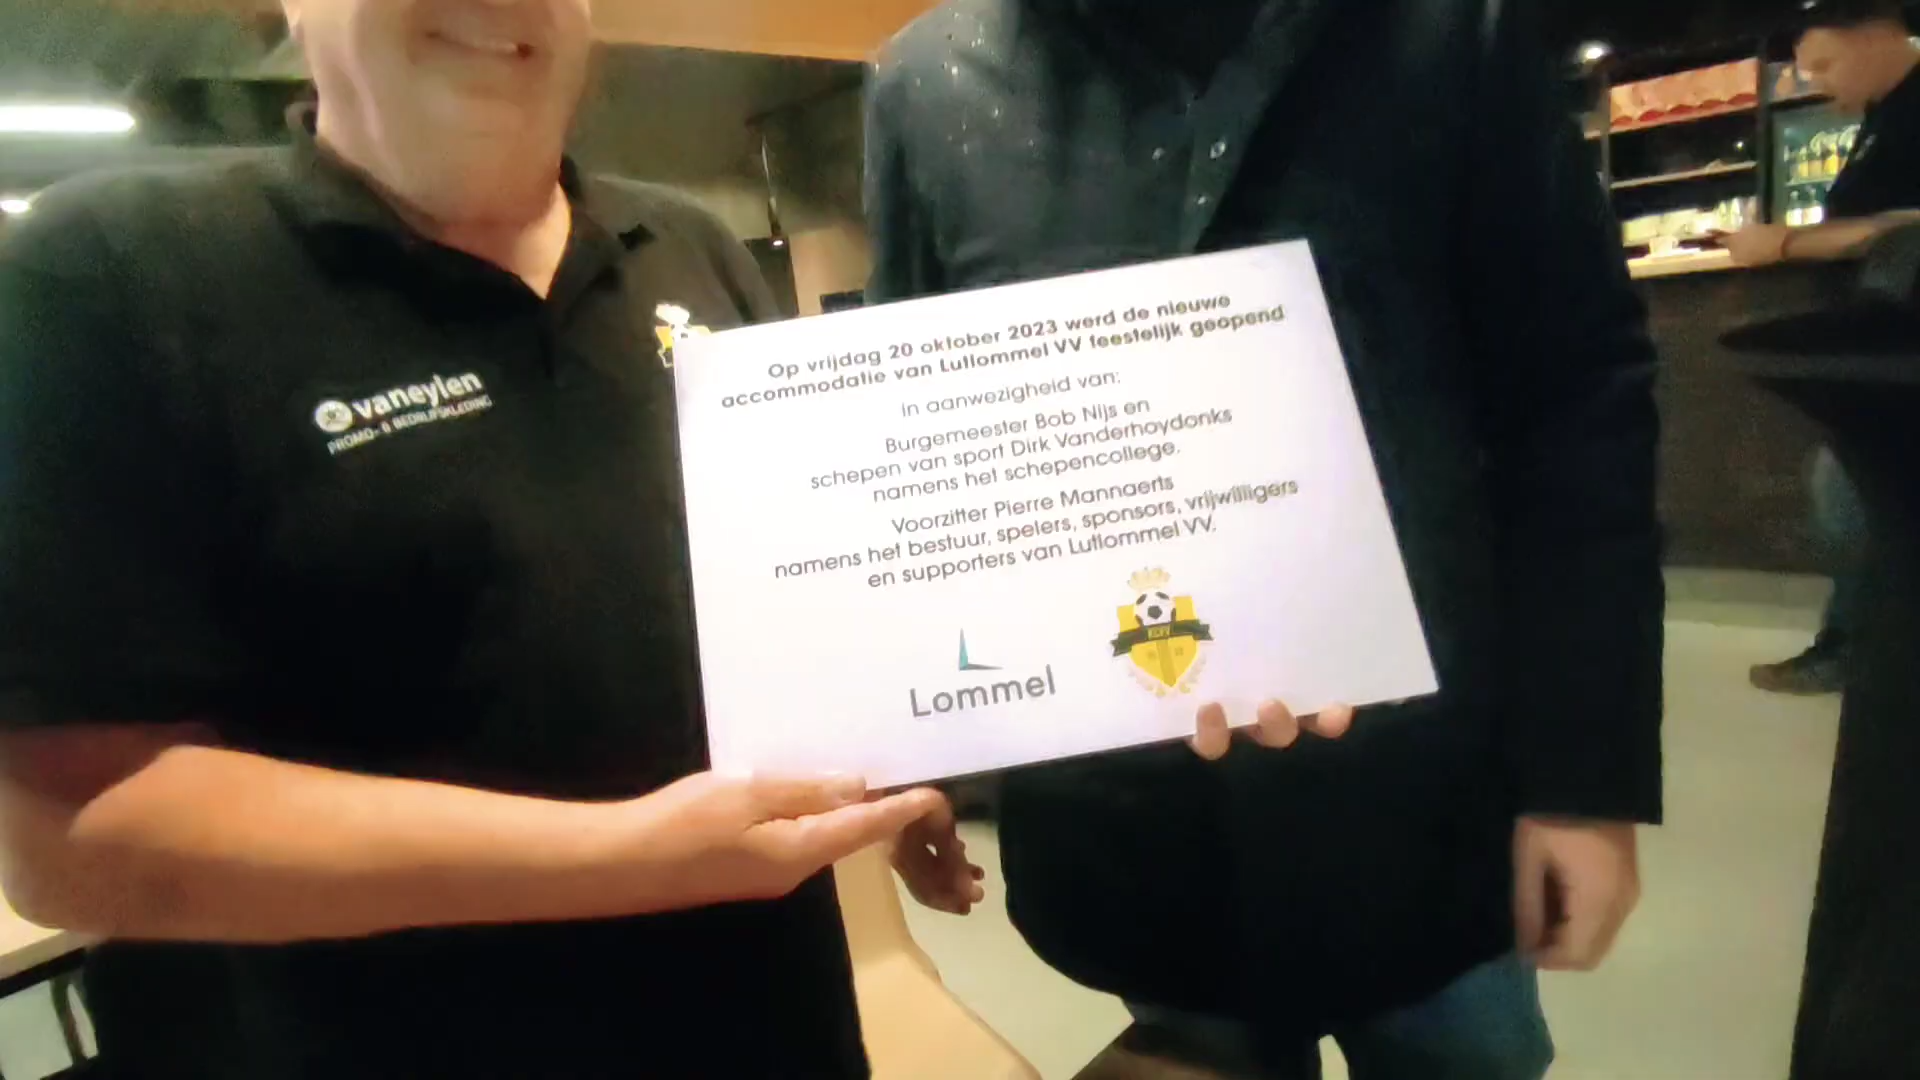 vaneylen
PROMO- & BEDRIJFSKLEDING
Op vrijdag 20 oktober 2023 werd de nieuwe
accommodatie van Lutlommel VV feestelijk geopend
in aanwezigheid van:
Burgemeester Bob Nijs en
schepen van sport Dirk Vanderhoydonks
namens het schepencollege.
Voorzitter Pierre Mannaerts
namens het bestuur, spelers, sponsors, vrijwilligers
en supporters van Lutlommel VV.
Lommel